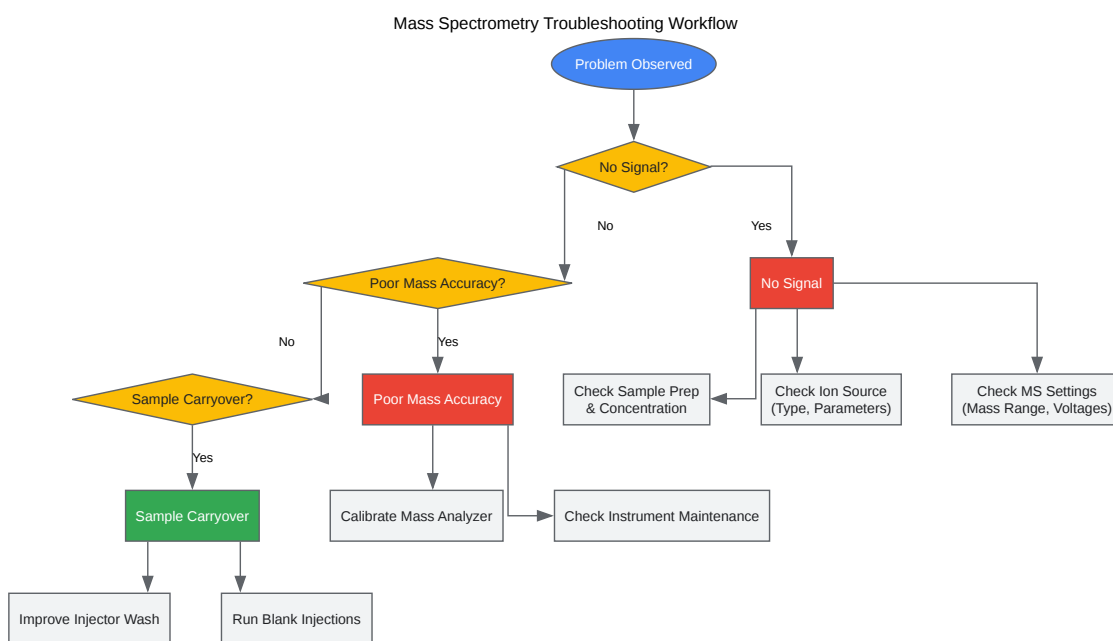 Mass Spectrometry Troubleshooting Workflow
Problem Observed
No Signal?
No
Yes
Poor Mass Accuracy?
No Signal
No
Yes
Sample Carryover?
Poor Mass Accuracy
Check Sample Prep
& Concentration
Check Ion Source
(Type, Parameters)
Check MS Settings
(Mass Range, Voltages)
Yes
Sample Carryover
Calibrate Mass Analyzer
Check Instrument Maintenance
Improve Injector Wash
Run Blank Injections